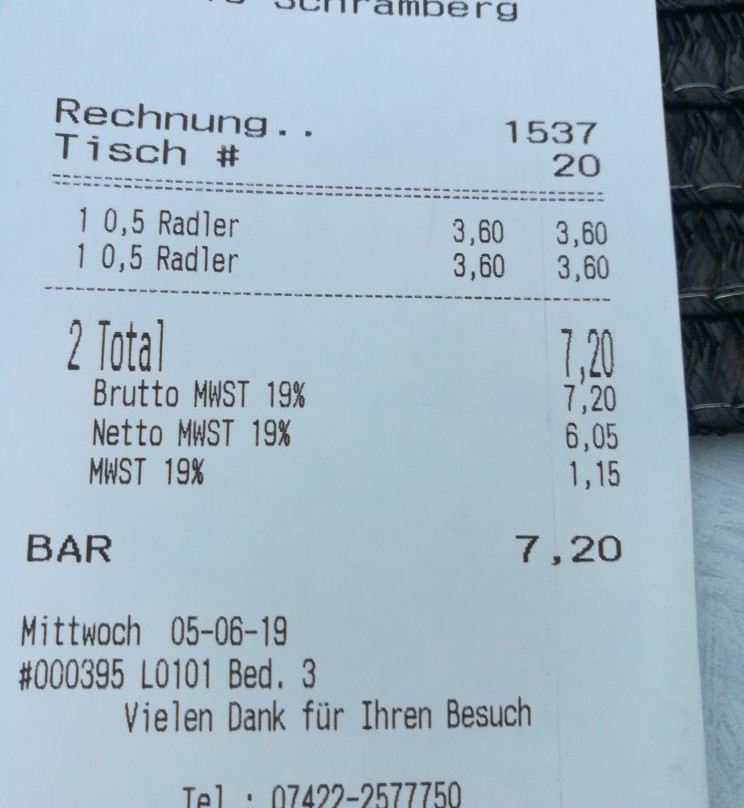 Schramberg
Rechnung.. 1537
Tisch # 20
1 0,5 Radler 3,60 3,60
1 0,5 Radler 3,60 3,60
2 Total 7,20
Brutto MWST 19% 7,20
Netto MWST 19% 6,05
MWST 19% 1,15
BAR 7,20
Mittwoch 05-06-19
#000395 L0101 Bed. 3
Vielen Dank für Ihren Besuch
Tel : 07422-2577750